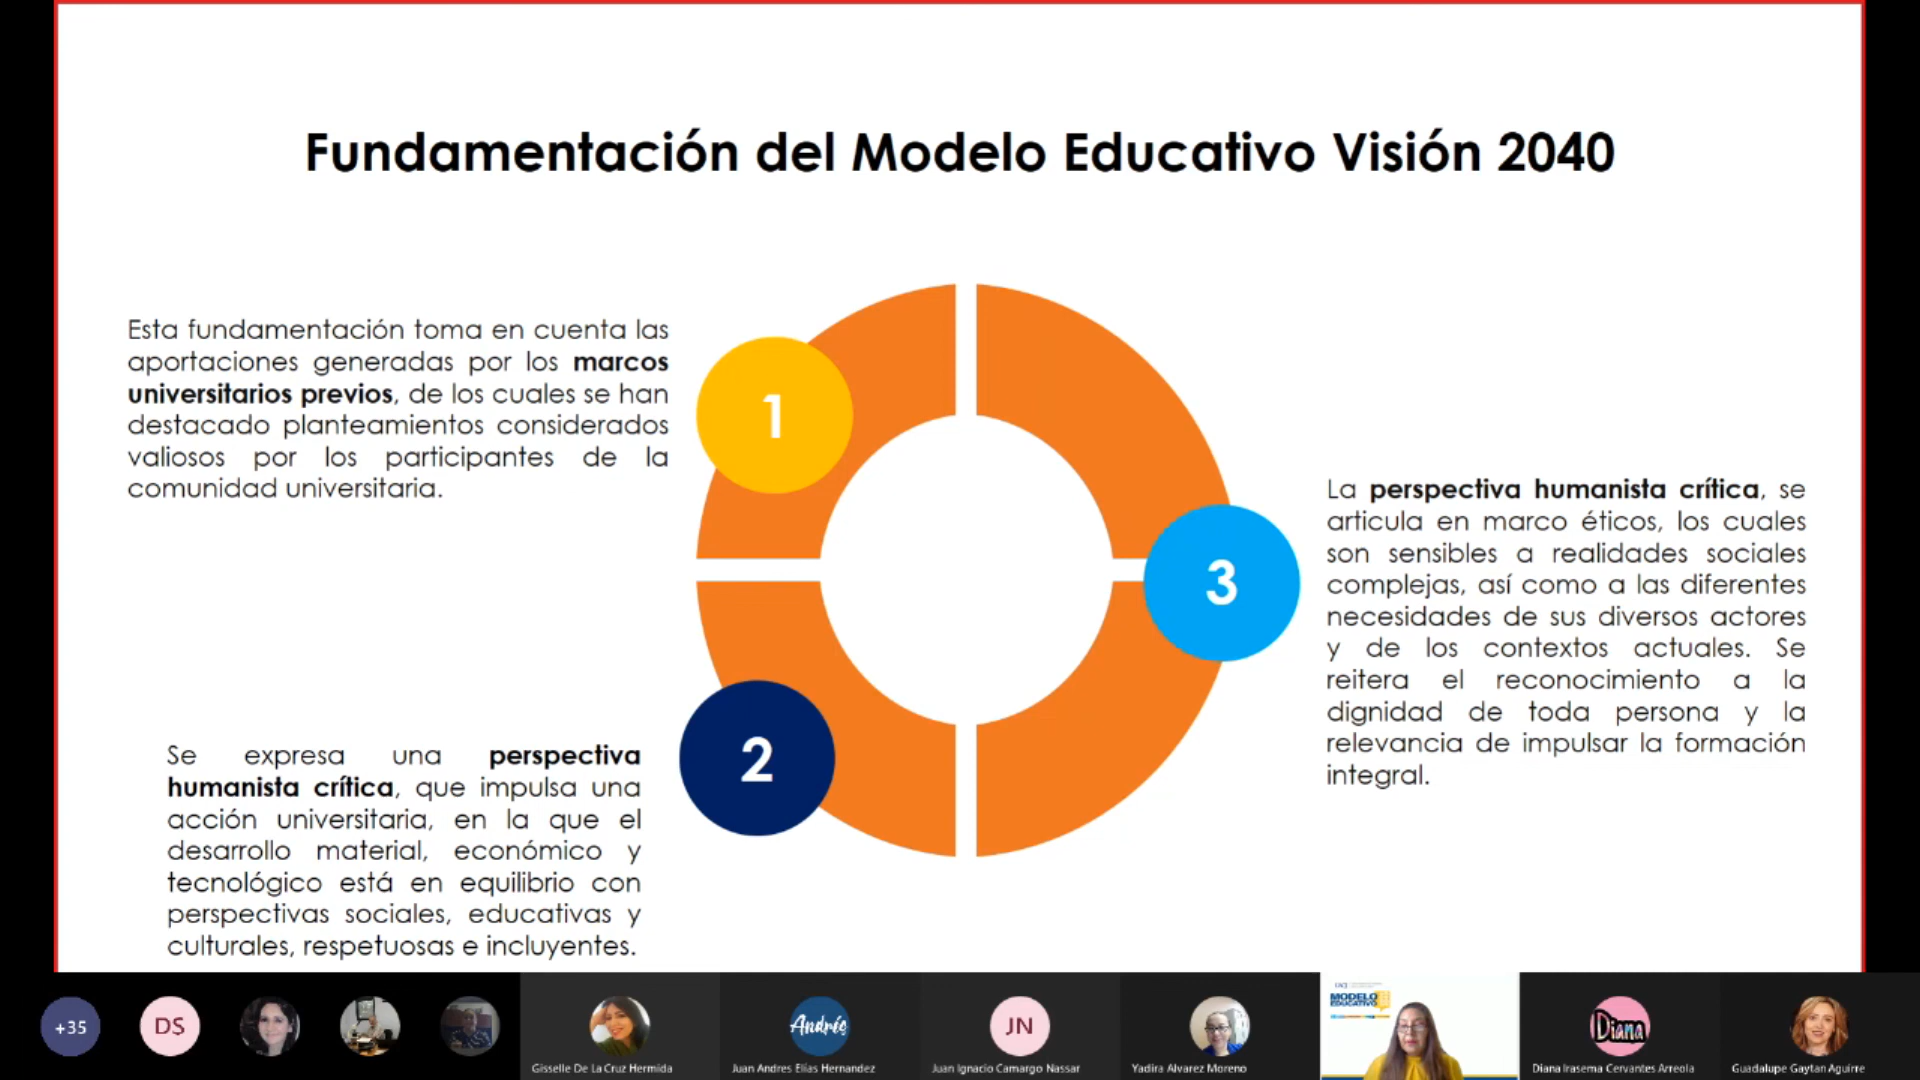 Fundamentación del Modelo Educativo Visión 2040
Esta fundamentación toma en cuenta las
aportaciones generadas por los marcos
universitarios previos, de los cuales se han
destacado planteamientos considerados
valiosos por los participantes de la
comunidad universitaria.
1
Se expresa una perspectiva
humanista crítica, que impulsa una
acción universitaria, en la que el
desarrollo material, económico y
tecnológico está en equilibrio con
perspectivas sociales, educativas y
culturales, respetuosas e incluyentes.
2
3
La perspectiva humanista crítica, se
articula en marco éticos, los cuales
son sensibles a realidades sociales
complejas, así como a las diferentes
necesidades de sus diversos actores
y de los contextos actuales. Se
reitera el reconocimiento a la
dignidad de toda persona y la
relevancia de impulsar la formación
integral.
+35
DS
Gisselle De La Cruz Hermida
Andrés
Juan Andres Elias Hernandez
JN
Juan Ignacio Camargo Nassar
Yadira Alvarez Moreno
MODELO
EDUCATIVO
Diana
Diana Irasema Cervantes Arreola
Guadalupe Gaytan Aguirre